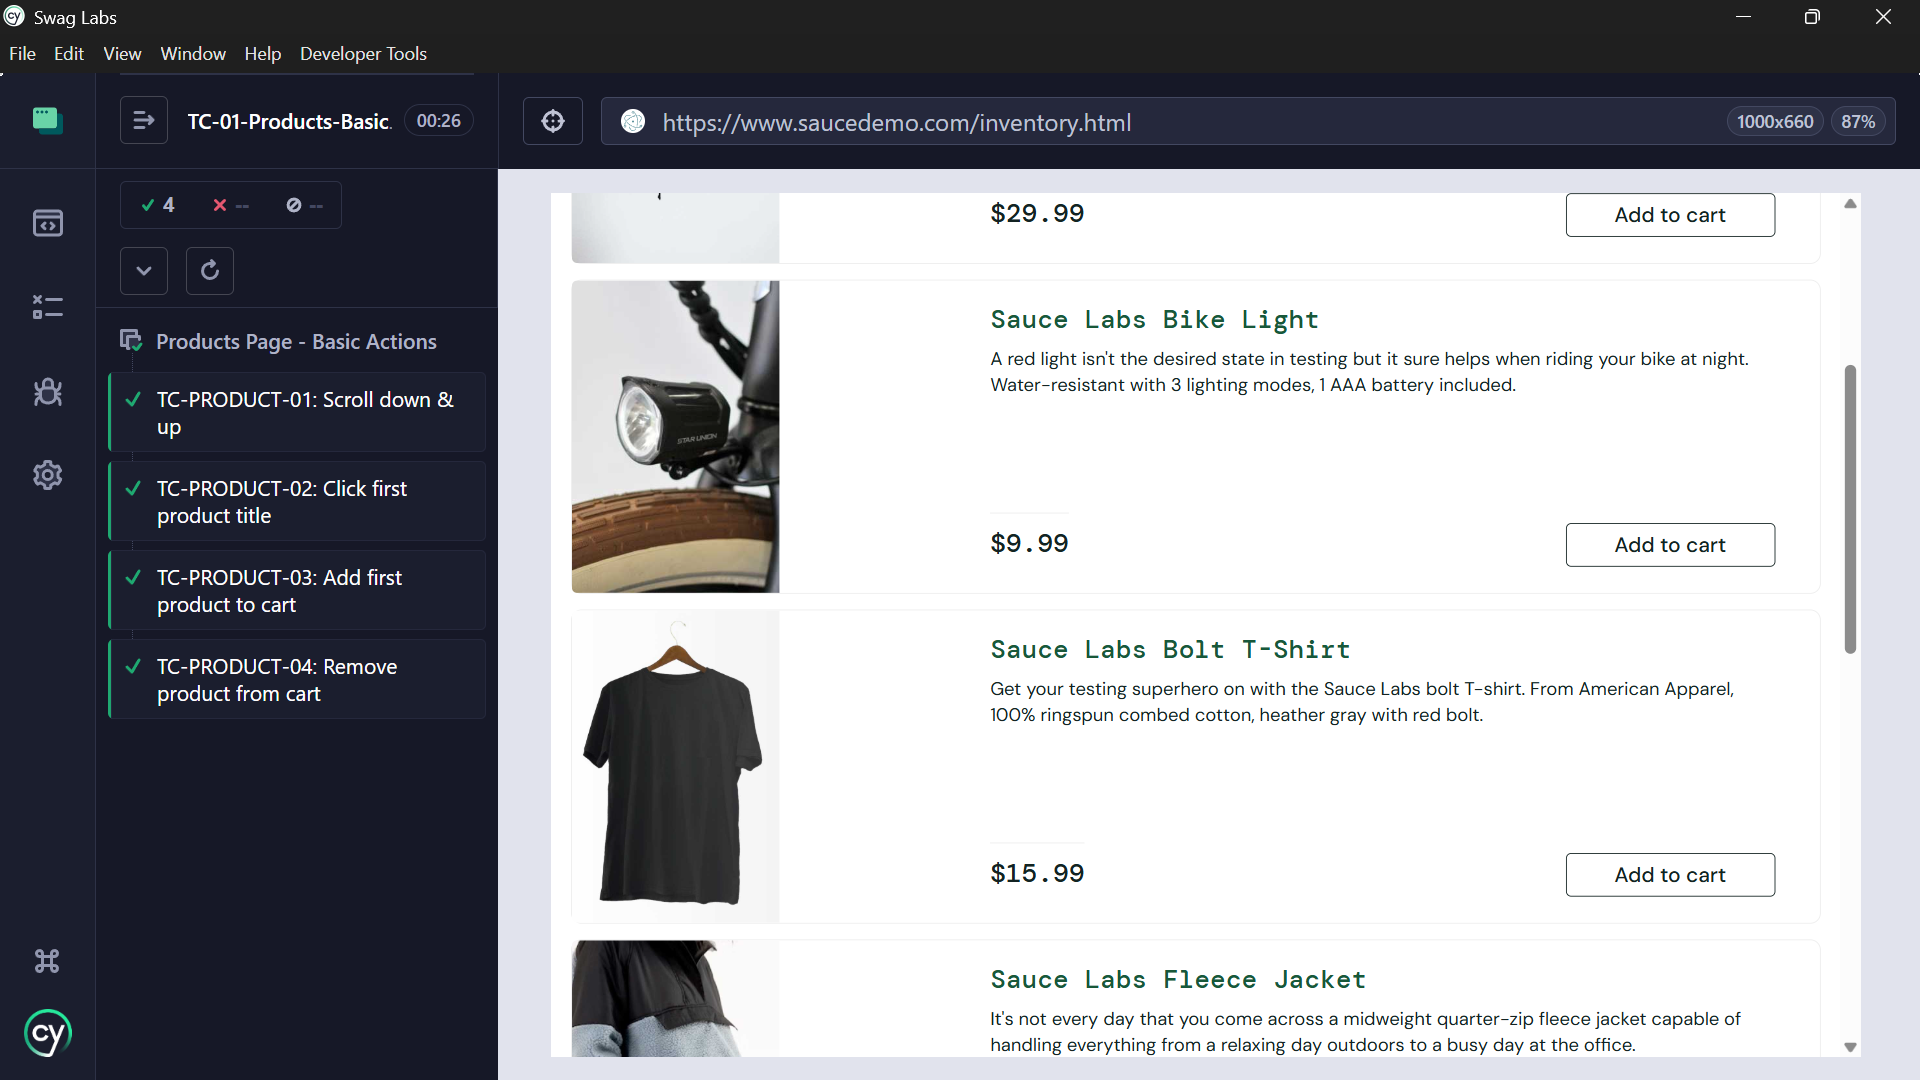 Swag Labs
File Edit View Window Help Developer Tools
TC-01-Products-Basic. 00:26
https://www.saucedemo.com/inventory.html 1000x660 87%
4 -- --
Products Page - Basic Actions
TC-PRODUCT-01: Scroll down &
up
TC-PRODUCT-02: Click first
product title
TC-PRODUCT-03: Add first
product to cart
TC-PRODUCT-04: Remove
product from cart
cy
$29.99 Add to cart
Sauce Labs Bike Light
A red light isn't the desired state in testing but it sure helps when riding your bike at night.
Water-resistant with 3 lighting modes, 1 AAA battery included.
STAR UNION
$9.99 Add to cart
Sauce Labs Bolt T-Shirt
Get your testing superhero on with the Sauce Labs bolt T-shirt. From American Apparel,
100% ringspun combed cotton, heather gray with red bolt.
$15.99 Add to cart
Sauce Labs Fleece Jacket
It's not every day that you come across a midweight quarter-zip fleece jacket capable of
handling everything from a relaxing day outdoors to a busy day at the office.